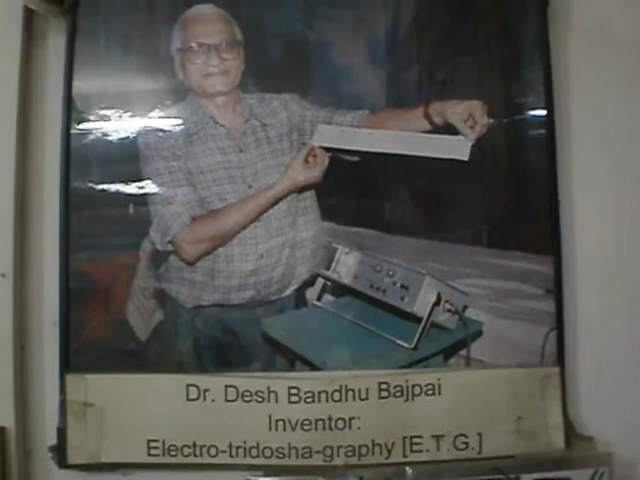 Dr. Desh Bandhu Bajpai
Inventor:
Electro-tridosha-graphy [E.T.G.]